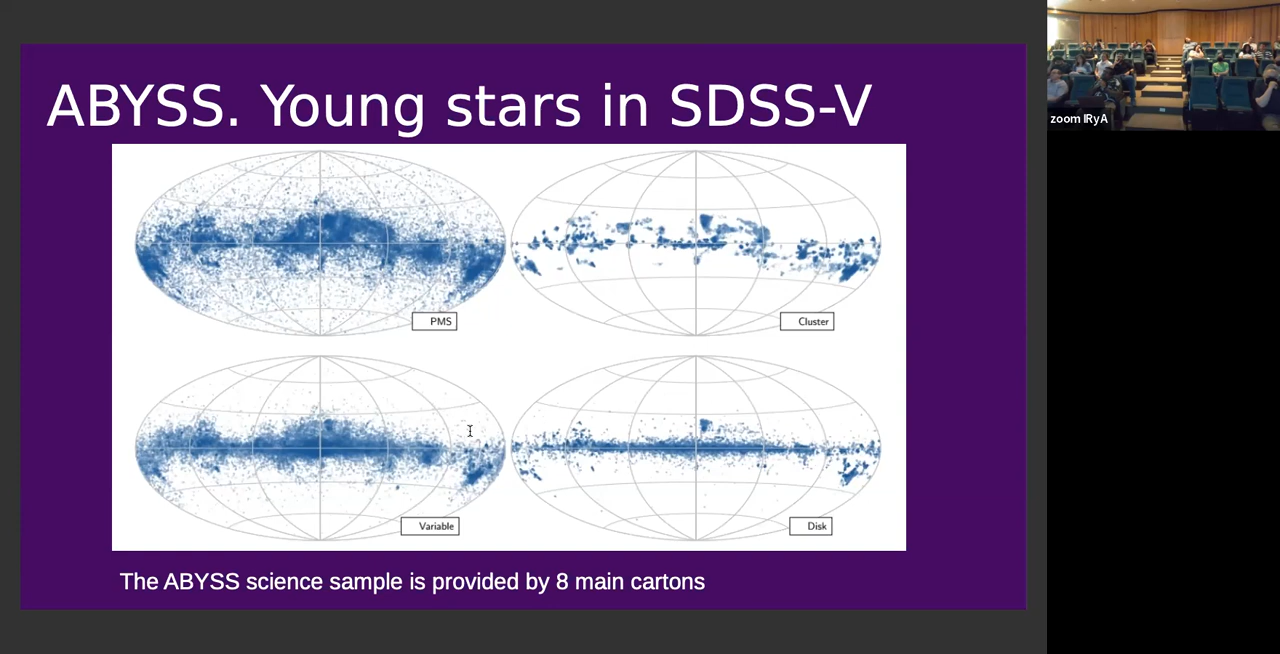 ABYSS. Young stars in SDSS-V
PMS
Cluster
Variable
Disk
The ABYSS science sample is provided by 8 main cartons
zoom IRyA